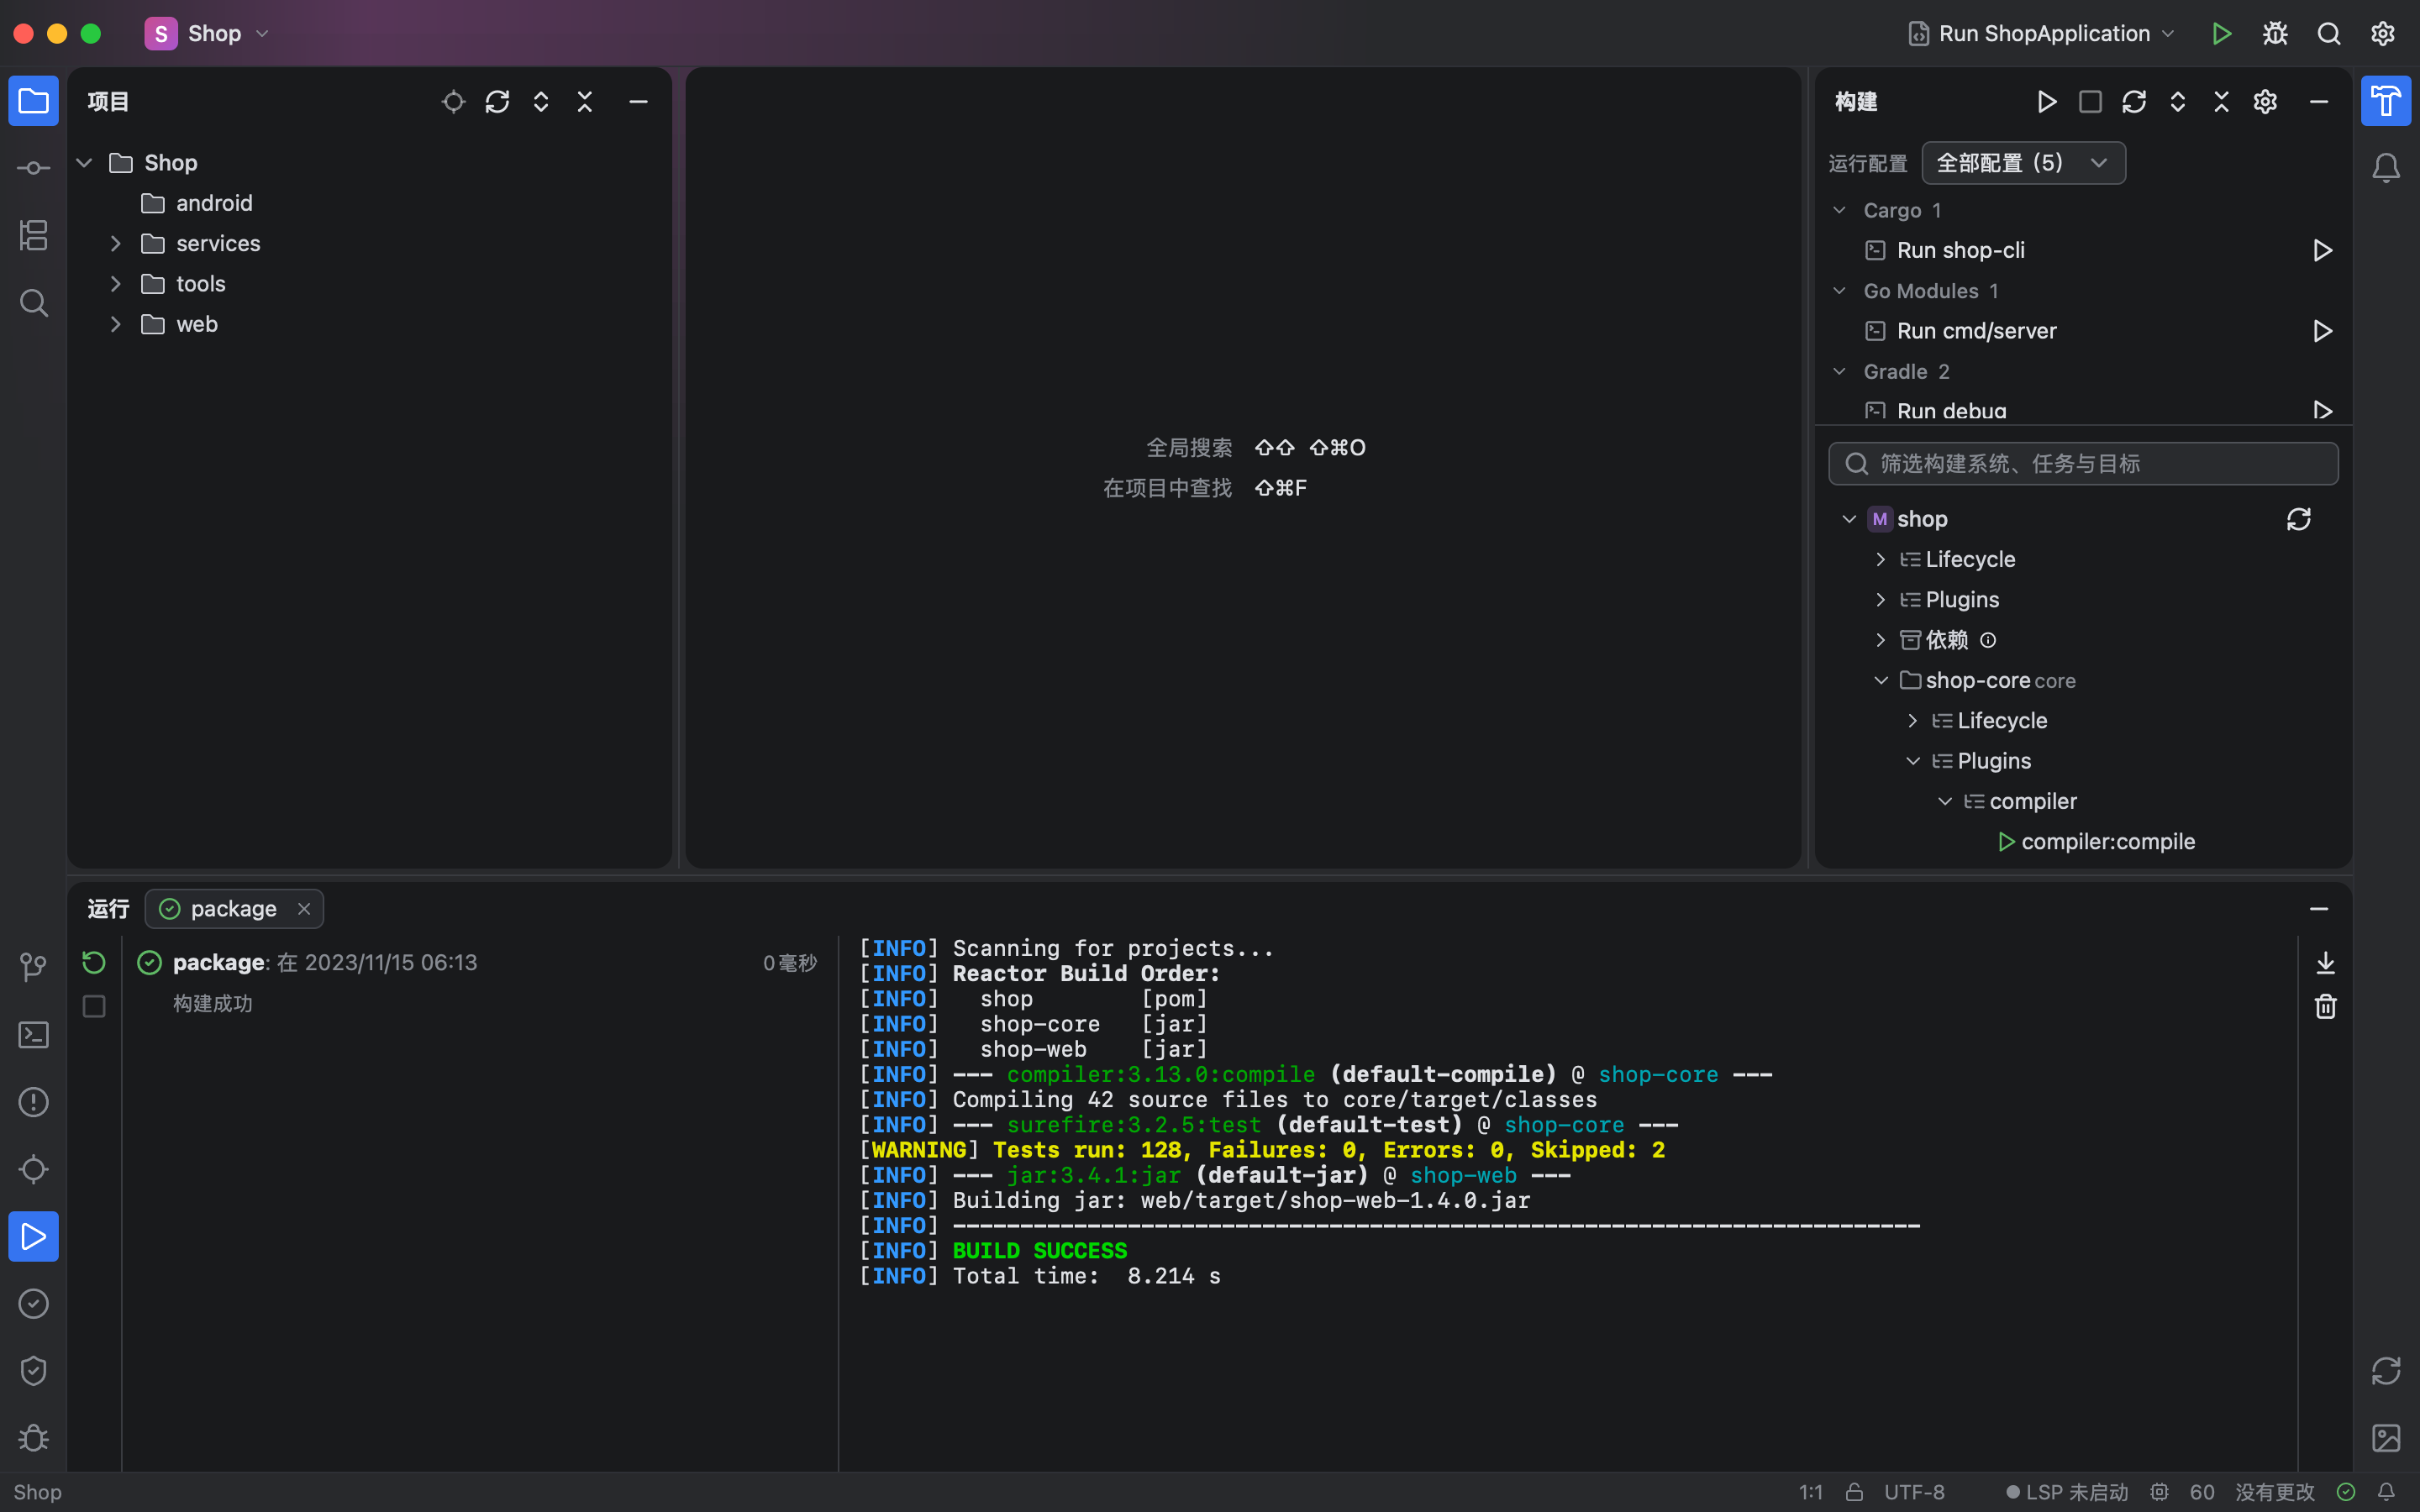 S Shop
Run ShopApplication
项目
Shop
android
services
tools
web
全局搜索 ⇧⇧ ⇧⌘O
在项目中查找 ⇧⌘F
构建
运行配置 全部配置 (5)
Cargo 1
Run shop-cli
Go Modules 1
Run cmd/server
Gradle 2
Run debug
筛选构建系统、任务与目标
M shop
Lifecycle
Plugins
依赖
shop-core core
Lifecycle
Plugins
compiler
compiler:compile
运行 package
package: 在 2023/11/15 06:13 0 毫秒
构建成功
[INFO] Scanning for projects...
[INFO] Reactor Build Order:
[INFO]   shop        [pom]
[INFO]   shop-core   [jar]
[INFO]   shop-web    [jar]
[INFO] --- compiler:3.13.0:compile (default-compile) @ shop-core ---
[INFO] Compiling 42 source files to core/target/classes
[INFO] --- surefire:3.2.5:test (default-test) @ shop-core ---
[WARNING] Tests run: 128, Failures: 0, Errors: 0, Skipped: 2
[INFO] --- jar:3.4.1:jar (default-jar) @ shop-web ---
[INFO] Building jar: web/target/shop-web-1.4.0.jar
[INFO] ------------------------------------------------------------------------
[INFO] BUILD SUCCESS
[INFO] Total time:  8.214 s
Shop
1:1 UTF-8 LSP 未启动 60 没有更改